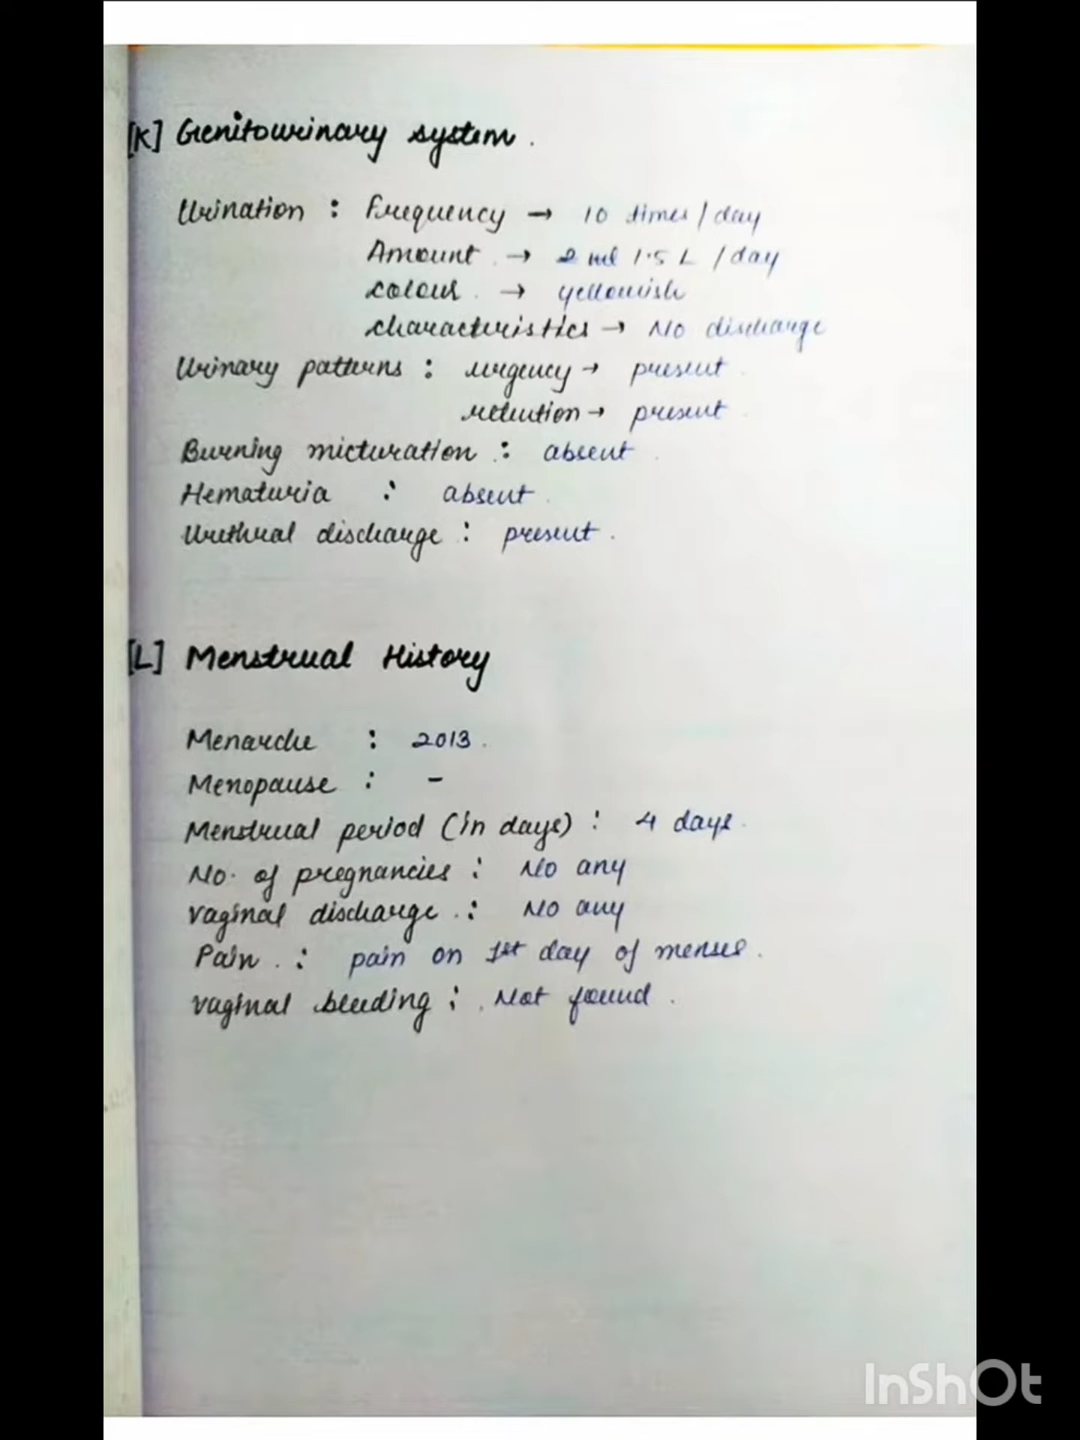 [K] Genitourinary system.
Urination : Frequency → 10 times / day
Amount → 2 ml 1.5 L / day
colour → yellowish
characteristics → No discharge
Urinary patterns : urgency → present
retention → present
Burning micturation : absent
Hematuria : absent
Urethral discharge : present.
[L] Menstrual History
Menarche : 2013.
Menopause : -
Menstrual period (in days) : 4 days.
No. of pregnancies : No any
vaginal discharge : No any
Pain : pain on 1st day of menses.
vaginal bleeding : Not found.
InShOt